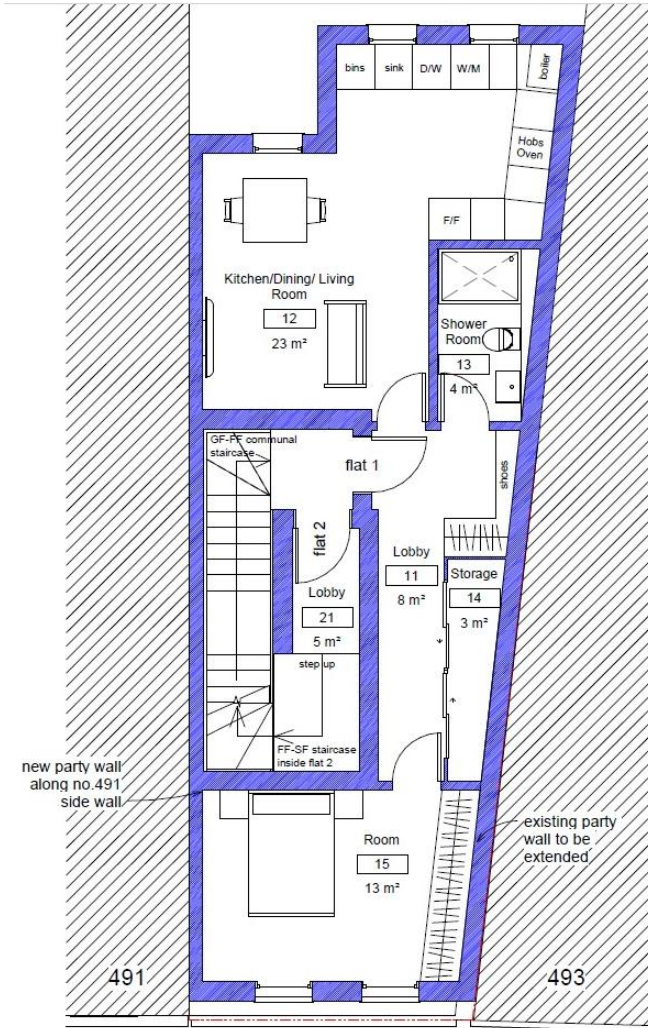 bins
sink
D/W
W/M
boiler
Hobs
Oven
F/F
Kitchen/Dining/ Living
Room
12
23 m²
Shower
Room
13
4 m²
GF-FF communal
staircase
flat 1
shoes
flat 2
Lobby
11
8 m²
Storage
14
3 m²
Lobby
21
5 m²
step up
FF-SF staircase
inside flat 2
new party wall
along no.491
side wall
existing party
wall to be
extended
Room
15
13 m²
491
493